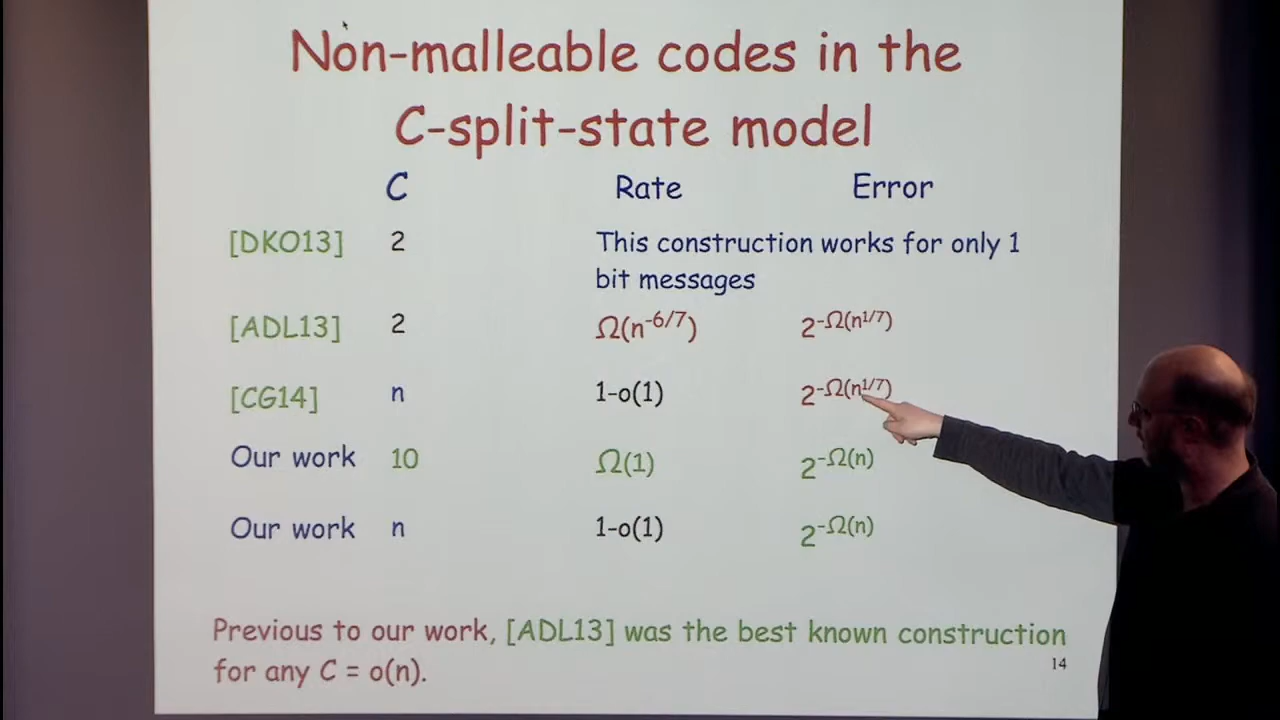 Non-malleable codes in the
C-split-state model
C Rate Error
[DKO13] 2 This construction works for only 1
bit messages
[ADL13] 2 Ω(n^-6/7) 2^-Ω(n^1/7)
[CG14] n 1-o(1) 2^-Ω(n^1/7)
Our work 10 Ω(1) 2^-Ω(n)
Our work n 1-o(1) 2^-Ω(n)
Previous to our work, [ADL13] was the best known construction
for any C = o(n).
14